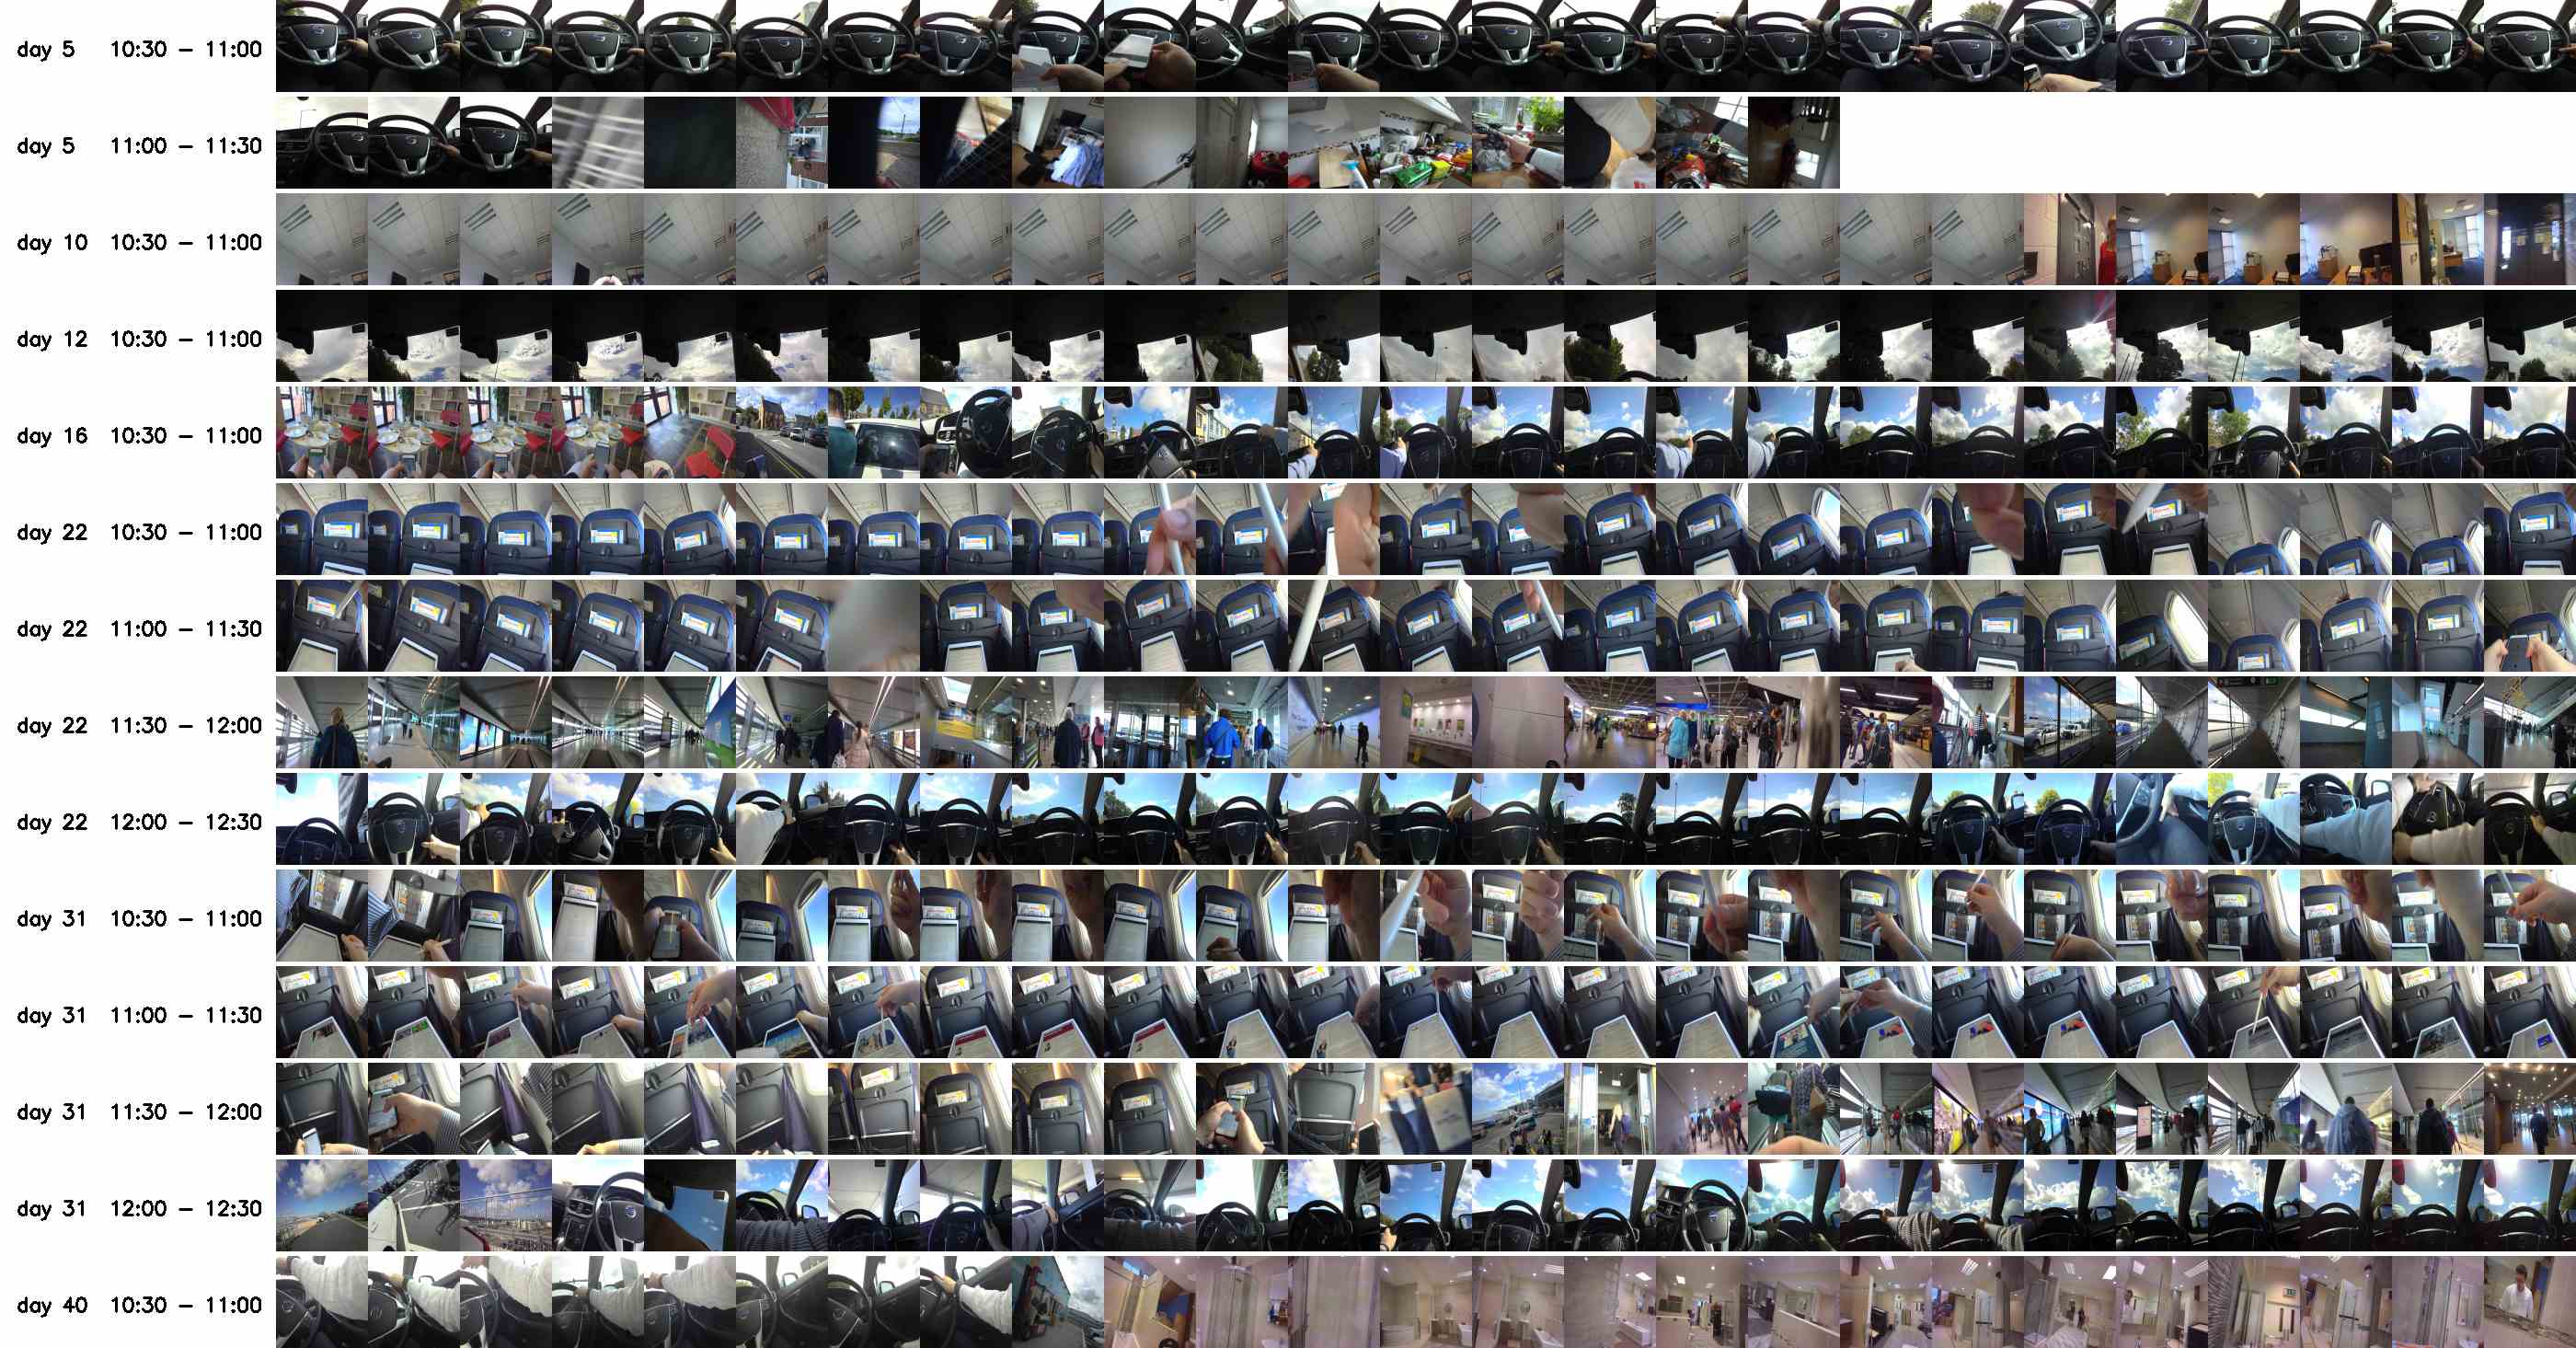 day 5 10:30 - 11:00
day 5 11:00 - 11:30
day 10 10:30 - 11:00
day 12 10:30 - 11:00
day 16 10:30 - 11:00
day 22 10:30 - 11:00
day 22 11:00 - 11:30
day 22 11:30 - 12:00
day 22 12:00 - 12:30
day 31 10:30 - 11:00
day 31 11:00 - 11:30
day 31 11:30 - 12:00
day 31 12:00 - 12:30
day 40 10:30 - 11:00